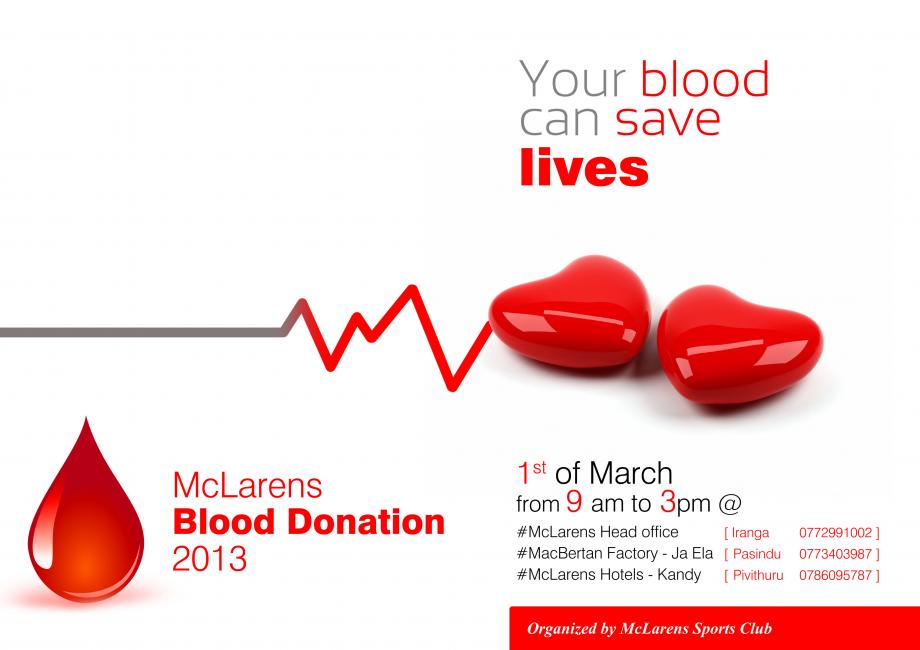 Your blood
can save
lives
McLarens
Blood Donation
2013
1st of March
from 9 am to 3pm @
#McLarens Head office [ Iranga 0772991002 ]
#MacBertan Factory - Ja Ela [ Pasindu 0773403987 ]
#McLarens Hotels - Kandy [ Pivithuru 0786095787 ]
Organized by McLarens Sports Club